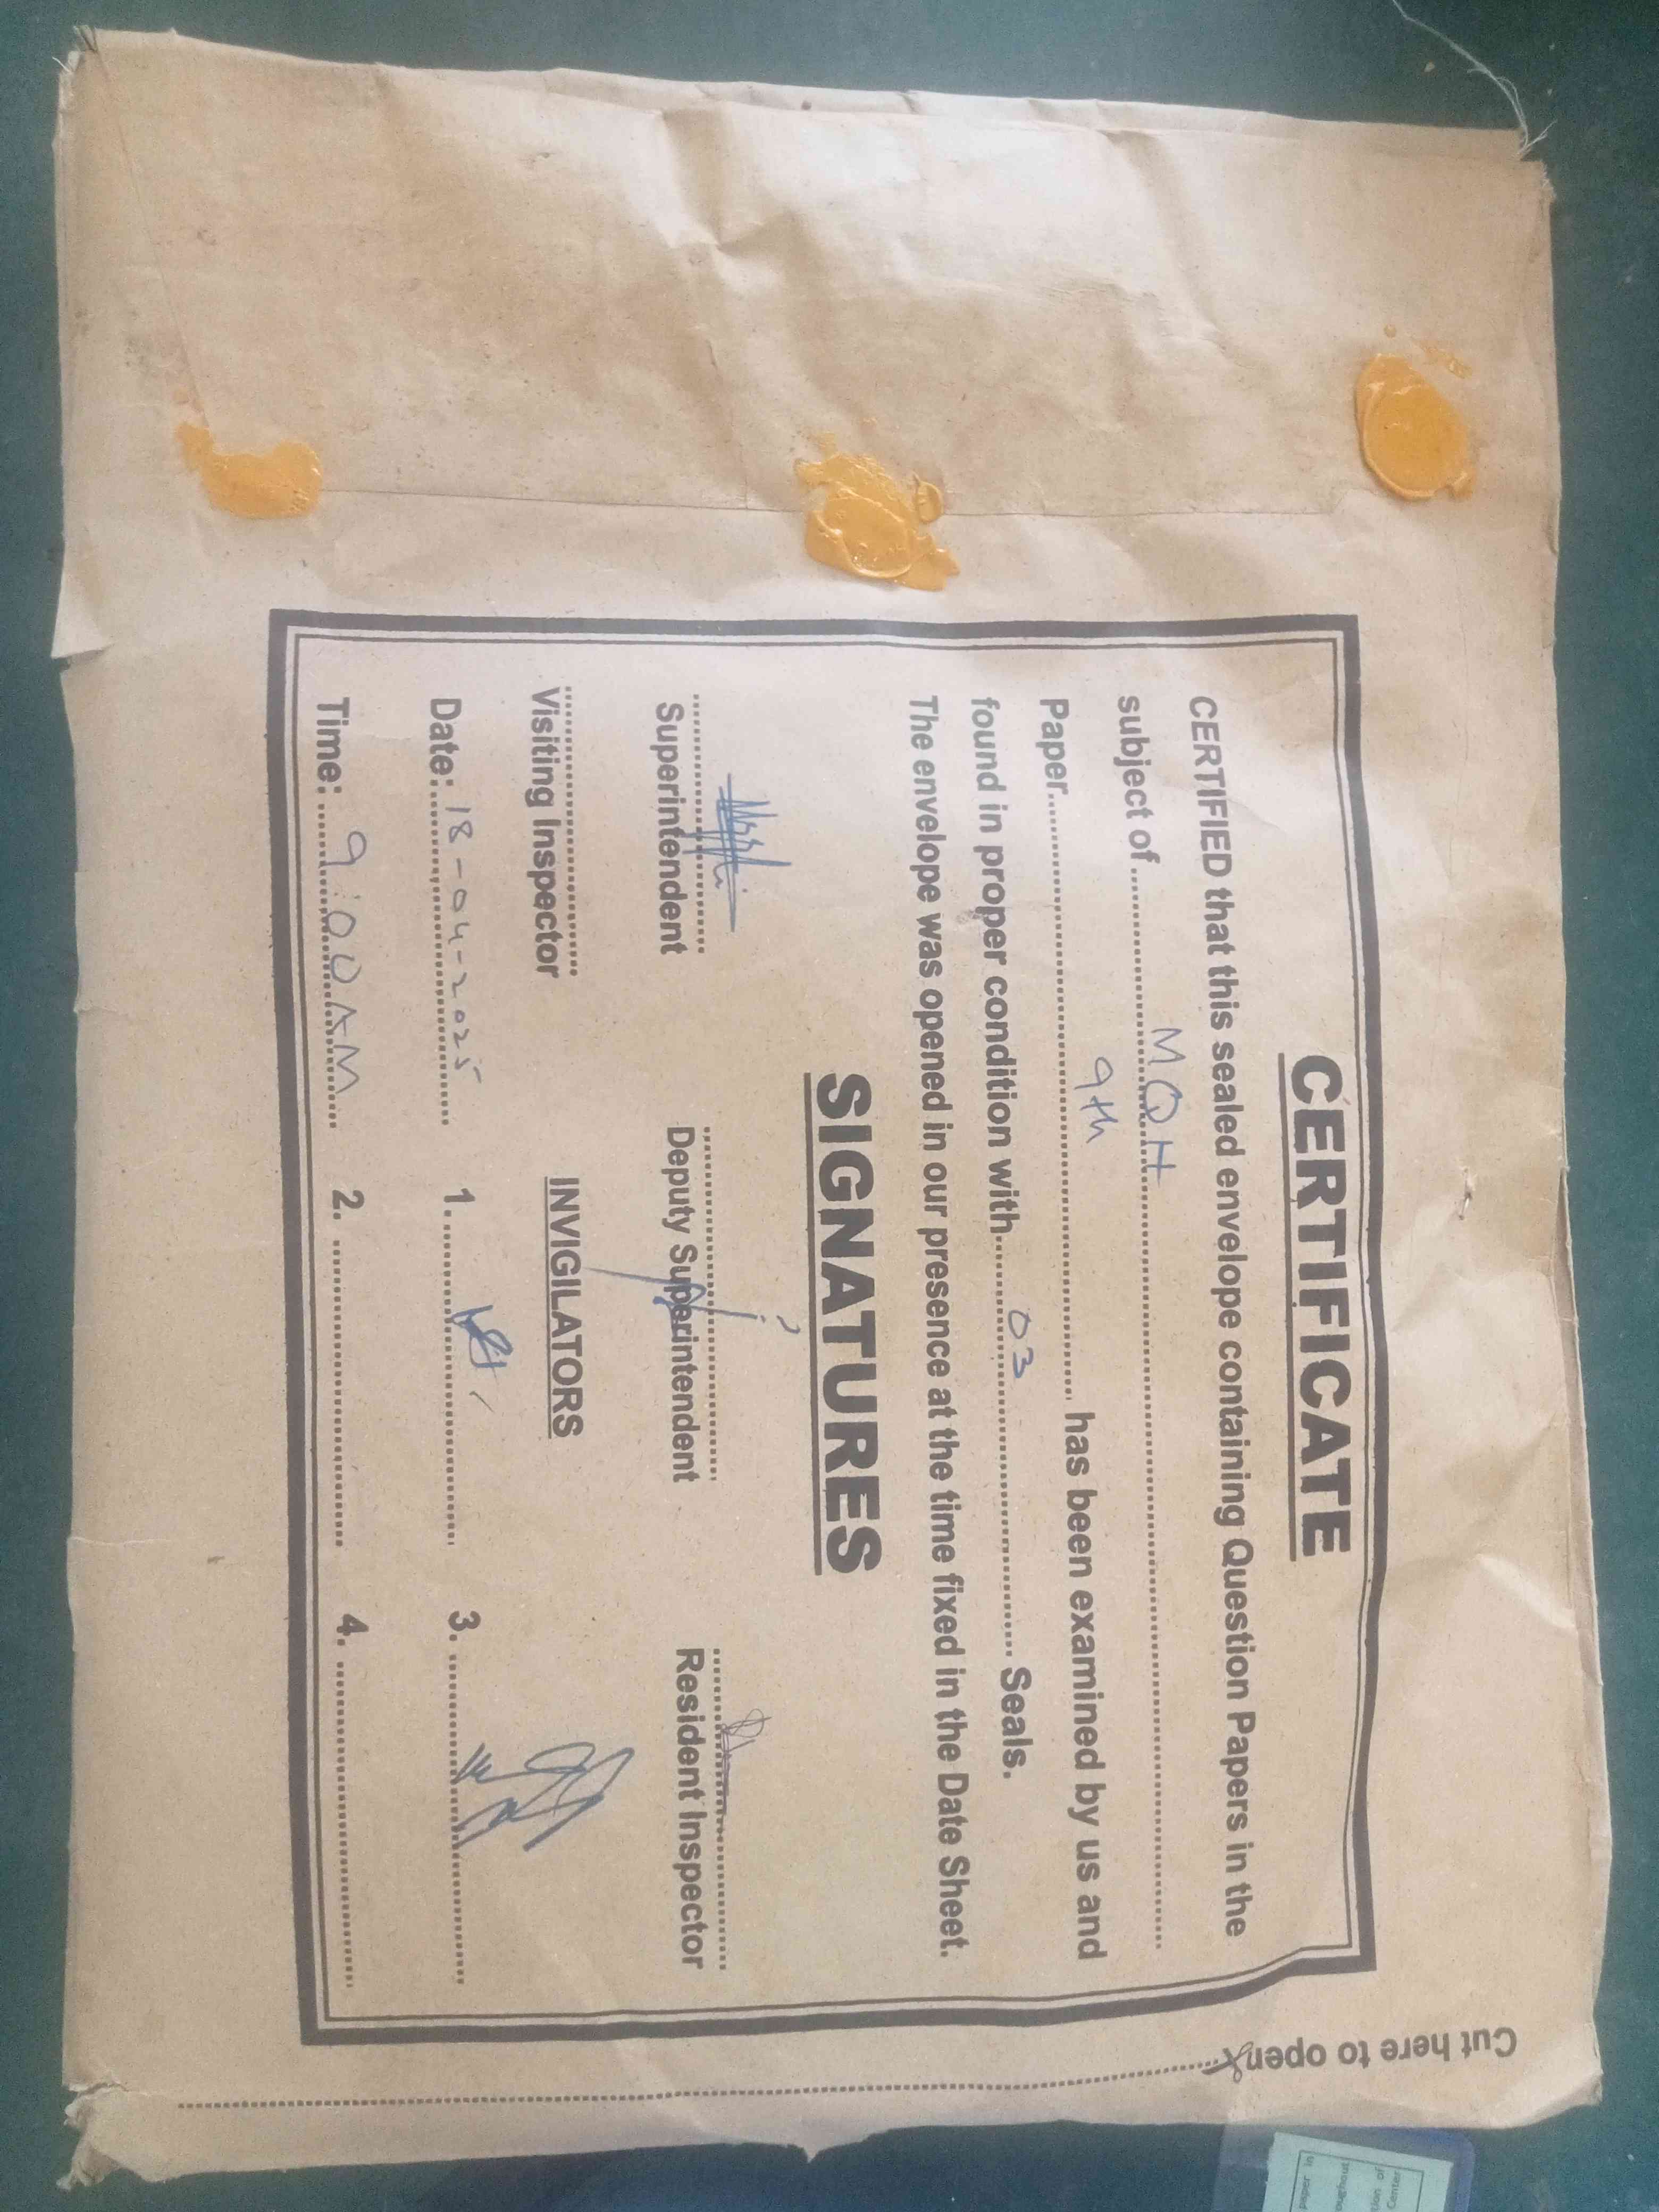 CERTIFICATE
CERTIFIED that this sealed envelope containing Question Papers in the
subject of..........MQH..........
Paper..........9th.......... has been examined by us and
found in proper condition with..........03.......... Seals.
The envelope was opened in our presence at the time fixed in the Date Sheet.
SIGNATURES
Superintendent Deputy Superintendent Resident Inspector
Visiting Inspector INVIGILATORS
Date:..18-04-2025.. 1. .......... 3. ..........
Time: ..9:00 AM.. 2. .......... 4. ..........
Cut here to open